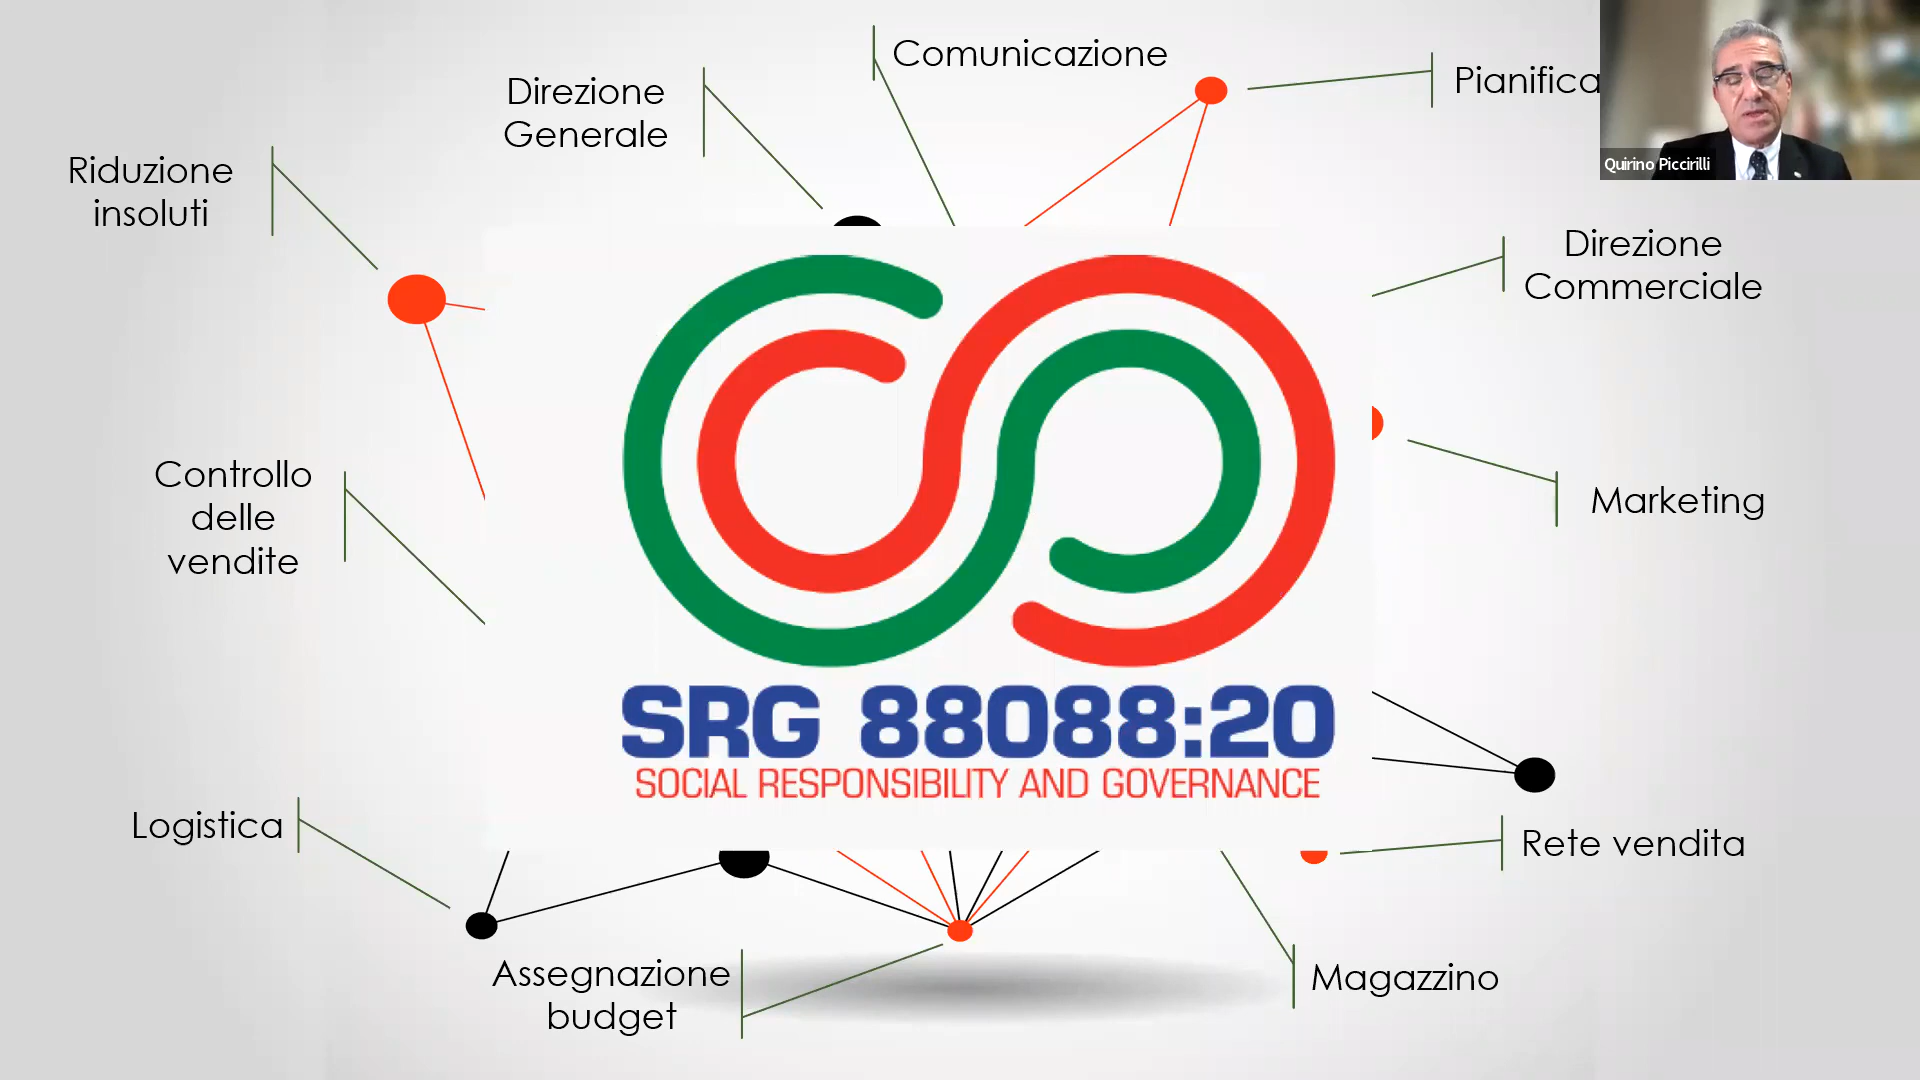 Comunicazione
Pianifica
Direzione
Generale
Quirino Piccirilli
Riduzione
insoluti
Direzione
Commerciale
Controllo
delle
vendite
Marketing
SRG 88088:20
SOCIAL RESPONSIBILITY AND GOVERNANCE
Logistica
Rete vendita
Assegnazione
budget
Magazzino